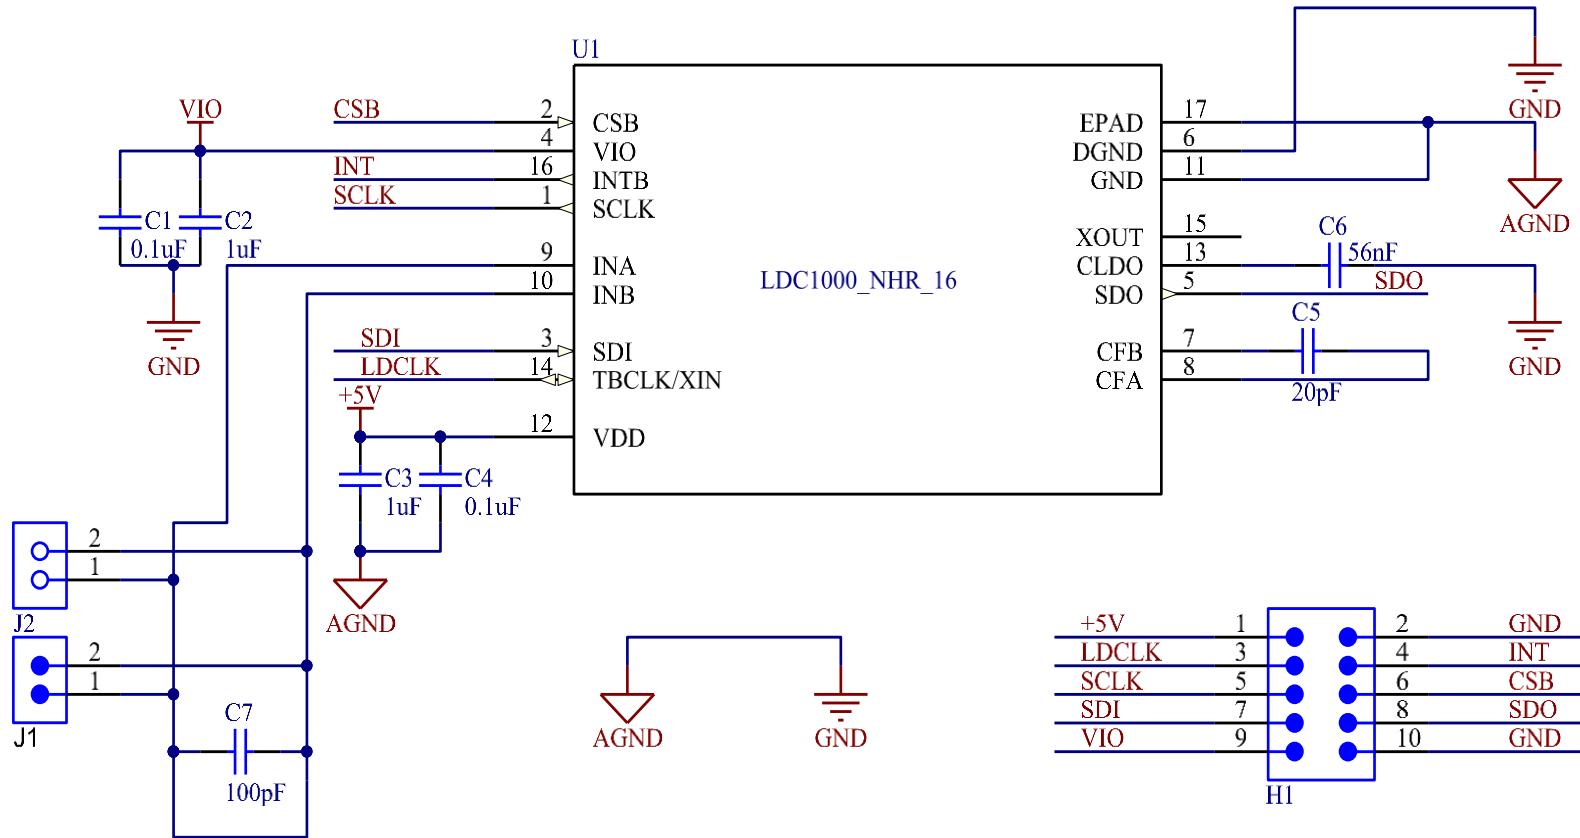 U1
LDC1000_NHR_16
VIO
C1
0.1uF
C2
1uF
GND
CSB 2 CSB
4 VIO
INT 16 INTB
SCLK 1 SCLK
9 INA
10 INB
SDI 3 SDI
LDCLK 14 TBCLK/XIN
+5V
12 VDD
C3
1uF
C4
0.1uF
AGND
EPAD 17
DGND 6
GND 11
GND
AGND
XOUT 15
CLDO 13
C6
56nF
SDO 5 SDO
GND
CFB 7
CFA 8
C5
20pF
2
1
J2
2
1
J1
C7
100pF
AGND
GND
+5V 1 2 GND
LDCLK 3 4 INT
SCLK 5 6 CSB
SDI 7 8 SDO
VIO 9 10 GND
H1